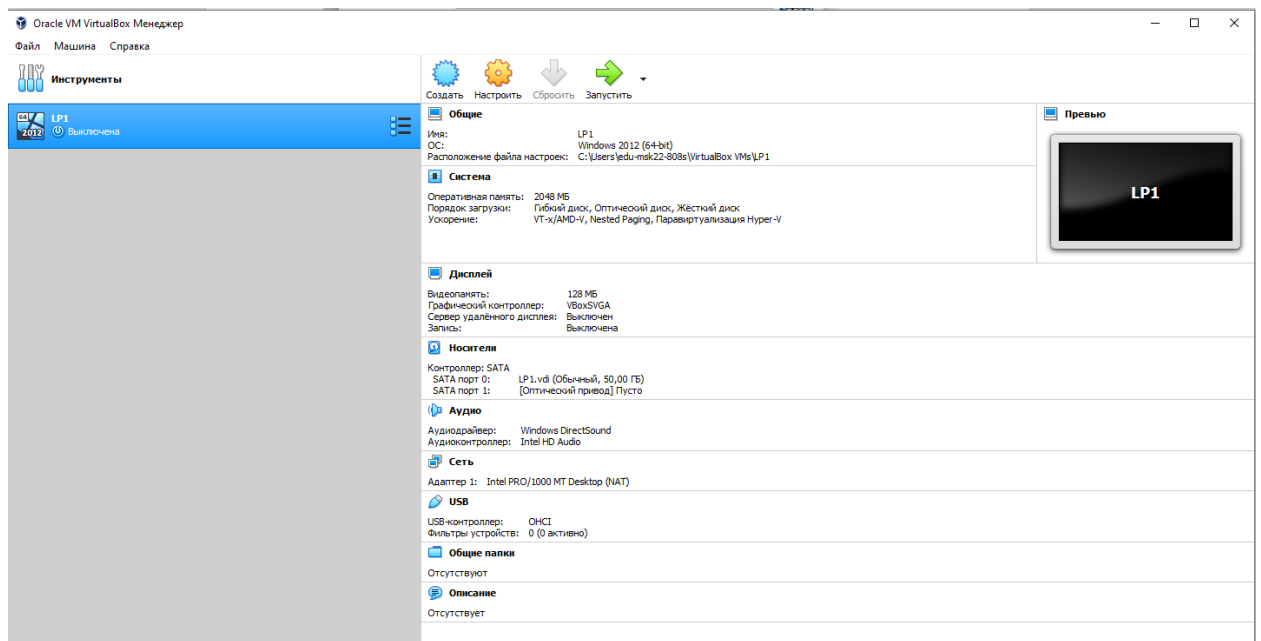 Oracle VM VirtualBox Менеджер
Файл Машина Справка
Инструменты
Создать Настроить Сбросить Запустить
64
2012
LP1
Выключена
Общие
Имя: LP1
ОС: Windows 2012 (64-bit)
Расположение файла настроек: C:\Users\edu-msk22-808s\VirtualBox VMs\LP1
Система
Оперативная память: 2048 МБ
Порядок загрузки: Гибкий диск, Оптический диск, Жёсткий диск
Ускорение: VT-x/AMD-V, Nested Paging, Паравиртуализация Hyper-V
Превью
LP1
Дисплей
Видеопамять: 128 МБ
Графический контроллер: VBoxSVGA
Сервер удалённого дисплея: Выключен
Запись: Выключена
Носители
Контроллер: SATA
SATA порт 0: LP1.vdi (Обычный, 50,00 ГБ)
SATA порт 1: [Оптический привод] Пусто
Аудио
Аудиодрайвер: Windows DirectSound
Аудиоконтроллер: Intel HD Audio
Сеть
Адаптер 1: Intel PRO/1000 MT Desktop (NAT)
USB
USB-контроллер: OHCI
Фильтры устройств: 0 (0 активно)
Общие папки
Отсутствуют
Описание
Отсутствует